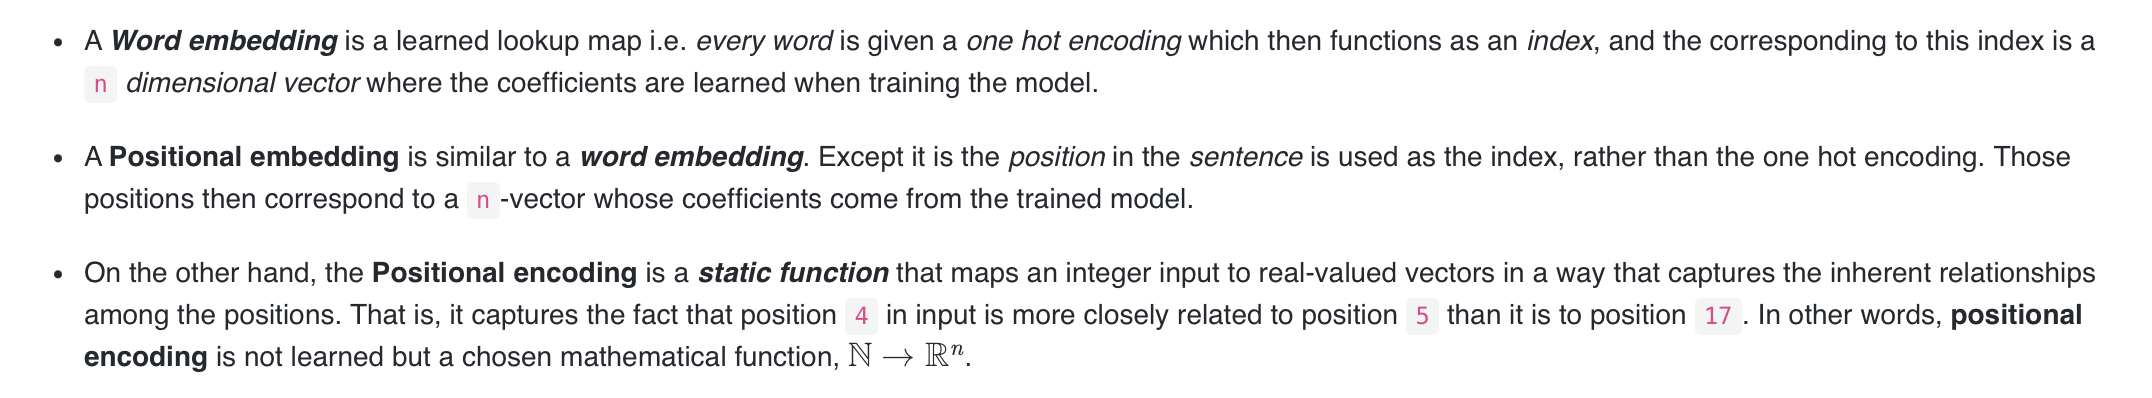 • A Word embedding is a learned lookup map i.e. every word is given a one hot encoding which then functions as an index, and the corresponding to this index is a
n dimensional vector where the coefficients are learned when training the model.
• A Positional embedding is similar to a word embedding. Except it is the position in the sentence is used as the index, rather than the one hot encoding. Those
positions then correspond to a n -vector whose coefficients come from the trained model.
• On the other hand, the Positional encoding is a static function that maps an integer input to real-valued vectors in a way that captures the inherent relationships
among the positions. That is, it captures the fact that position 4 in input is more closely related to position 5 than it is to position 17 . In other words, positional
encoding is not learned but a chosen mathematical function, ℕ → ℝⁿ.